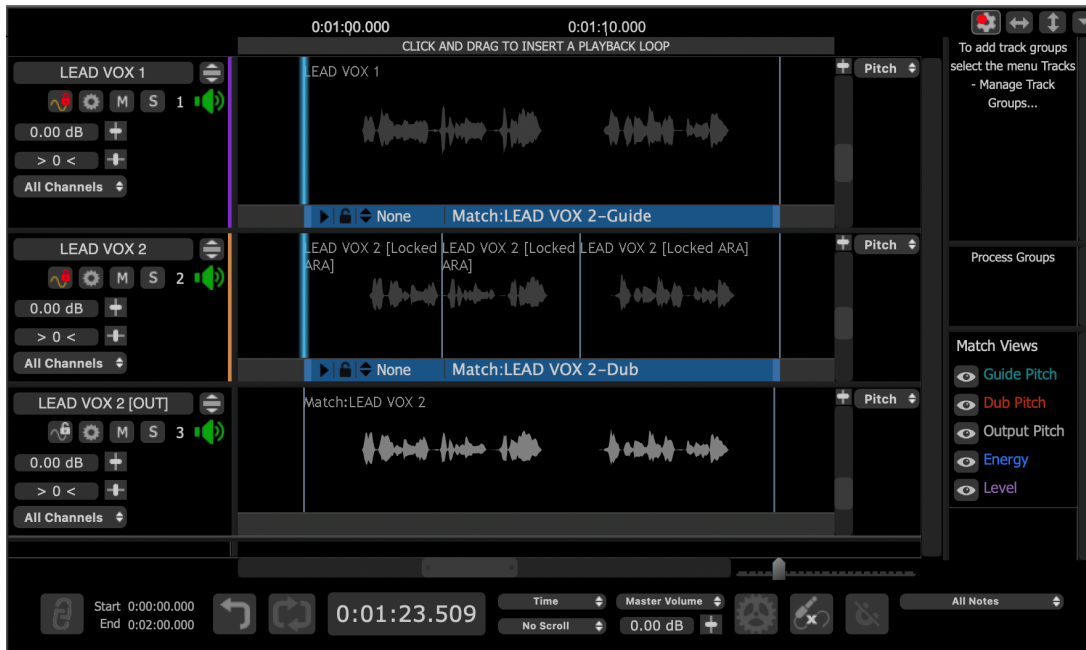 0:01:00.000 0:01:10.000
CLICK AND DRAG TO INSERT A PLAYBACK LOOP
To add track groups
select the menu Tracks
- Manage Track
Groups...
LEAD VOX 1
M S 1
0.00 dB
> 0 <
All Channels
LEAD VOX 1
Pitch
None Match:LEAD VOX 2-Guide
LEAD VOX 2
M S 2
0.00 dB
> 0 <
All Channels
LEAD VOX 2 [Locked
ARA]
LEAD VOX 2 [Locked
ARA]
LEAD VOX 2 [Locked ARA]
Pitch
None Match:LEAD VOX 2-Dub
Process Groups
LEAD VOX 2 [OUT]
M S 3
0.00 dB
> 0 <
All Channels
Match:LEAD VOX 2
Pitch
Match Views
Guide Pitch
Dub Pitch
Output Pitch
Energy
Level
Start 0:00:00.000
End 0:02:00.000
0:01:23.509
Time
No Scroll
Master Volume
0.00 dB
x
All Notes